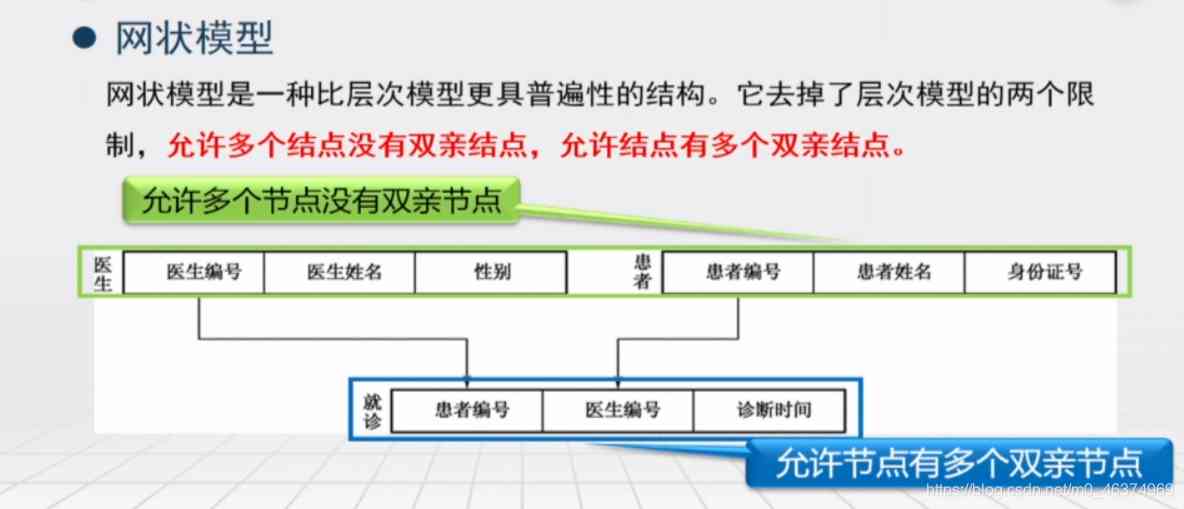 网状模型
网状模型是一种比层次模型更具普遍性的结构。它去掉了层次模型的两个限
制，允许多个结点没有双亲结点，允许结点有多个双亲结点。
允许多个节点没有双亲节点
医生 医生编号 医生姓名 性别 患者 患者编号 患者姓名 身份证号
就诊 患者编号 医生编号 诊断时间
允许节点有多个双亲节点
https://blog.csdn.net/m0_46374969